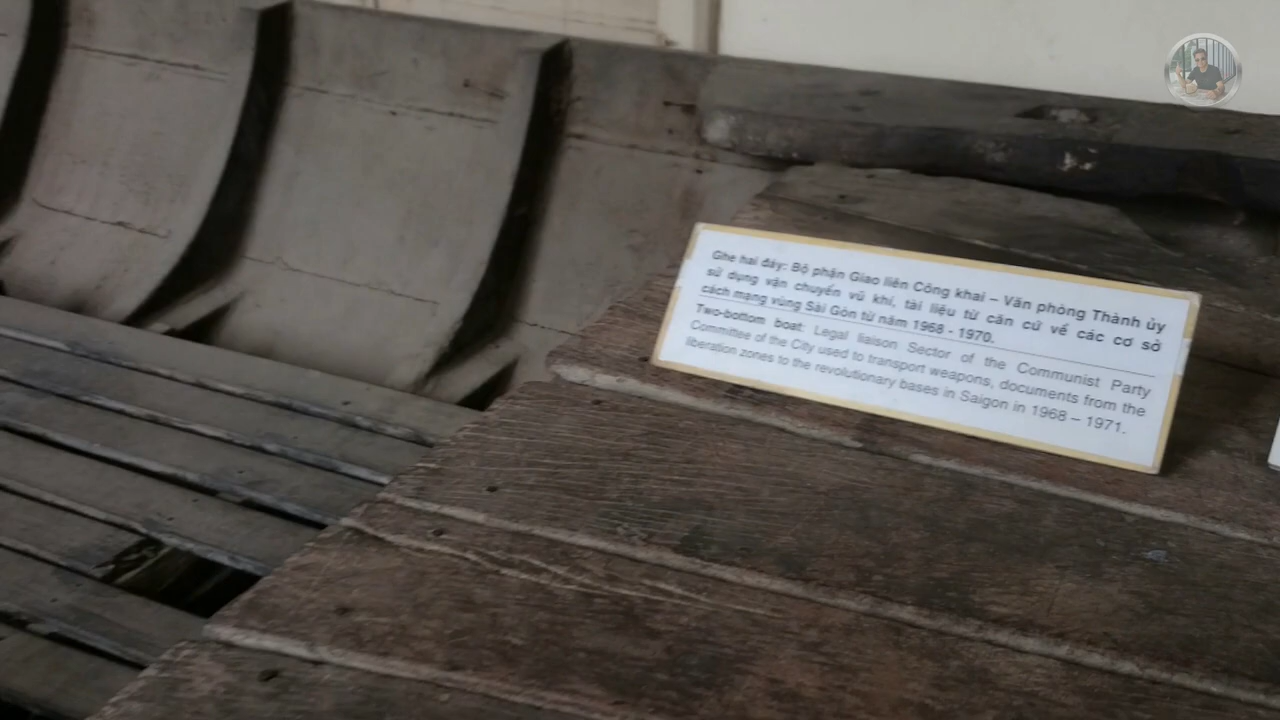 Ghe hai đáy: Bộ phận Giao liên Công khai – Văn phòng Thành ủy
sử dụng vận chuyển vũ khí, tài liệu từ căn cứ về các cơ sở
cách mạng vùng Sài Gòn từ năm 1968 - 1970.
Two-bottom boat: Legal liaison Sector of the Communist Party
Committee of the City used to transport weapons, documents from the
liberation zones to the revolutionary bases in Saigon in 1968 – 1971.